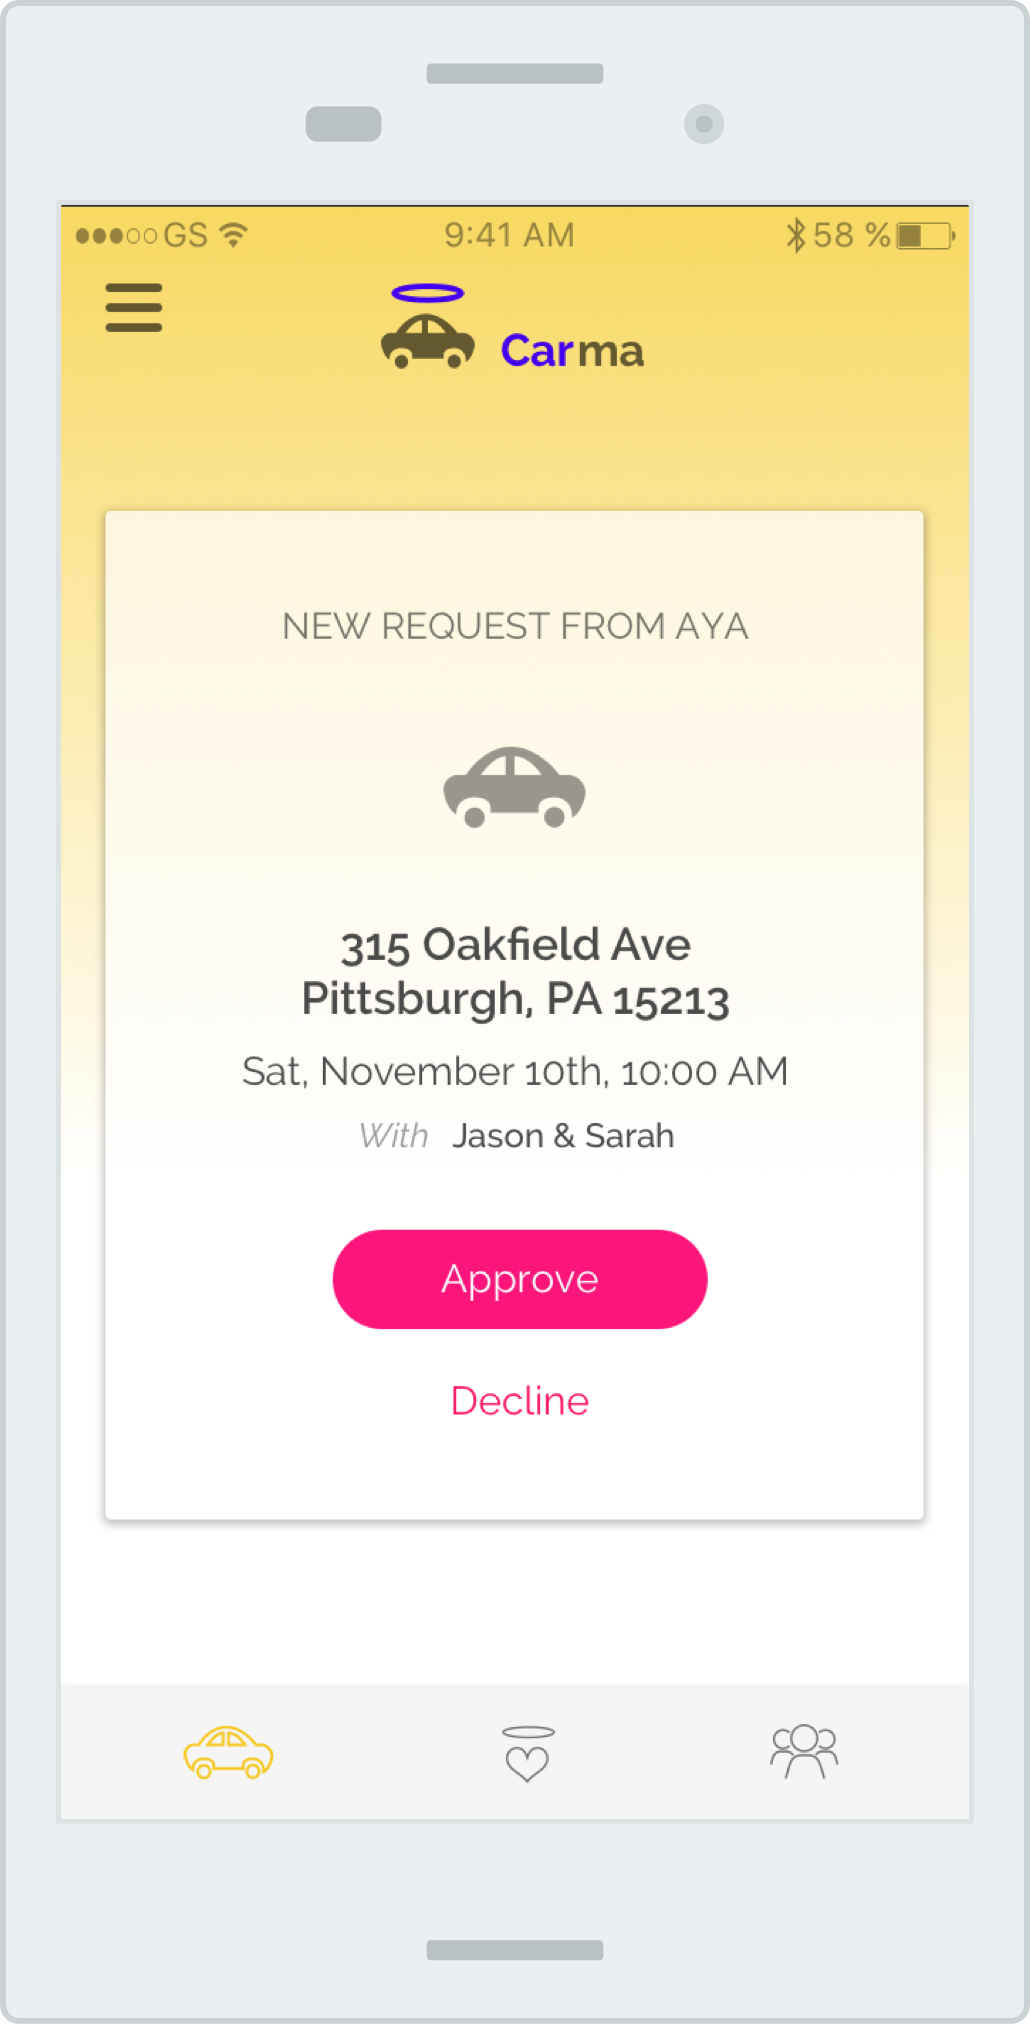 GS 9:41 AM 58 %
Carma
NEW REQUEST FROM AYA
315 Oakfield Ave
Pittsburgh, PA 15213
Sat, November 10th, 10:00 AM
With Jason & Sarah
Approve
Decline